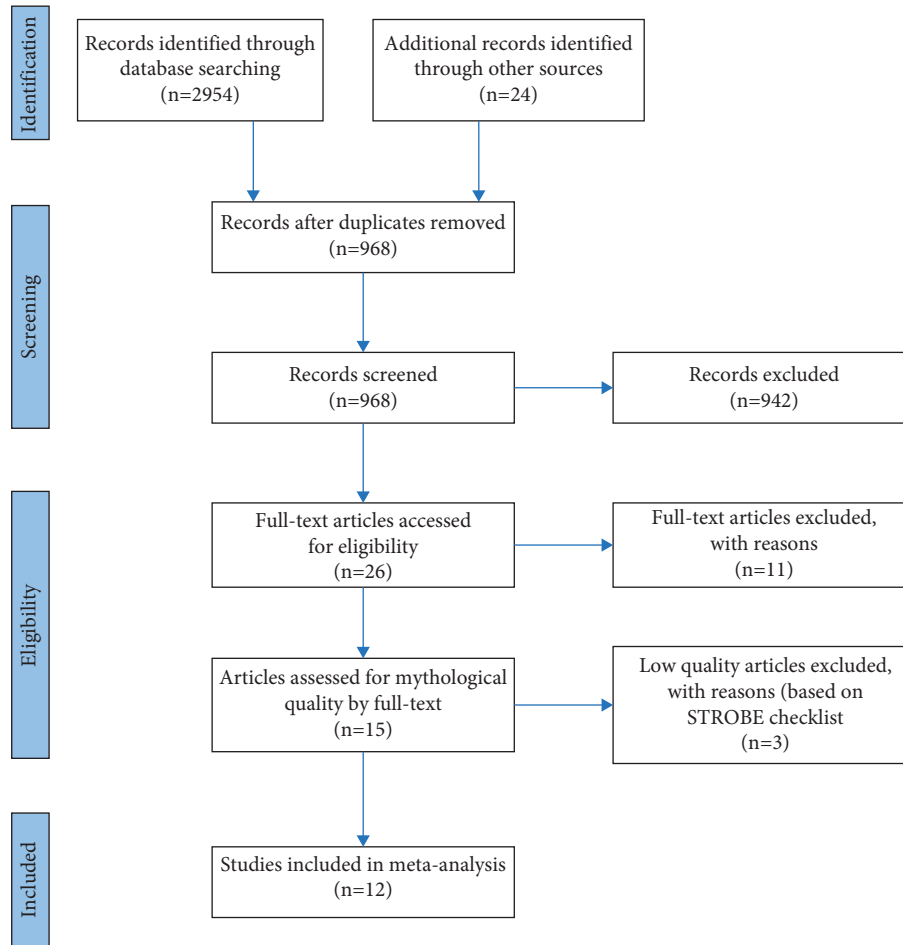 Identification
Records identified through
database searching
(n=2954)
Additional records identified
through other sources
(n=24)
Screening
Records after duplicates removed
(n=968)
Records screened
(n=968)
Records excluded
(n=942)
Eligibility
Full-text articles accessed
for eligibility
(n=26)
Full-text articles excluded,
with reasons
(n=11)
Articles assessed for mythological
quality by full-text
(n=15)
Low quality articles excluded,
with reasons (based on
STROBE checklist
(n=3)
Included
Studies included in meta-analysis
(n=12)